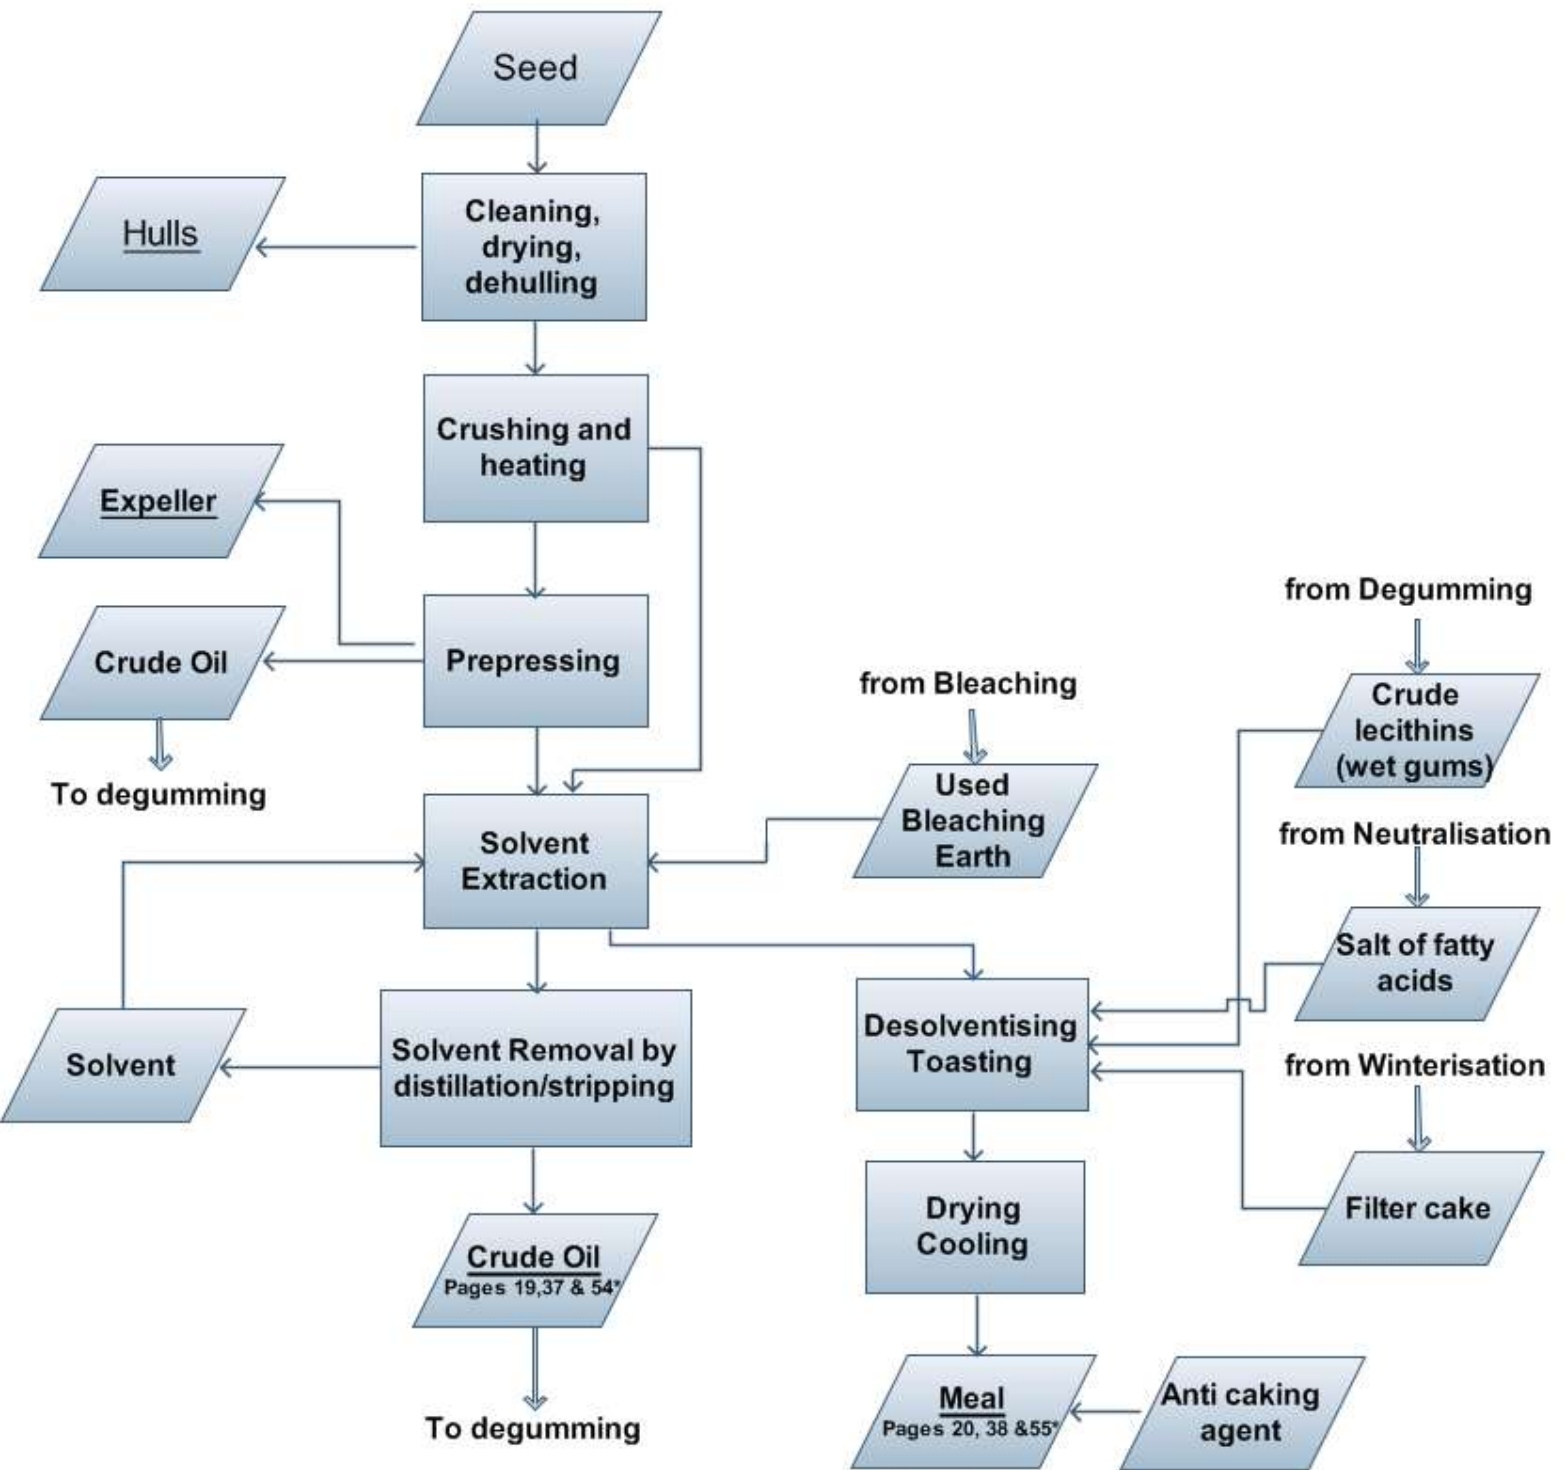 Seed
Cleaning,
drying,
dehulling
Hulls
Crushing and
heating
Expeller
Prepressing
Crude Oil
To degumming
from Bleaching
Used
Bleaching
Earth
from Degumming
Crude
lecithins
(wet gums)
from Neutralisation
Salt of fatty
acids
Solvent
Extraction
Solvent Removal by
distillation/stripping
Solvent
Desolventising
Toasting
from Winterisation
Filter cake
Drying
Cooling
Crude Oil
Pages 19,37 & 54*
To degumming
Meal
Pages 20, 38 &55*
Anti caking
agent